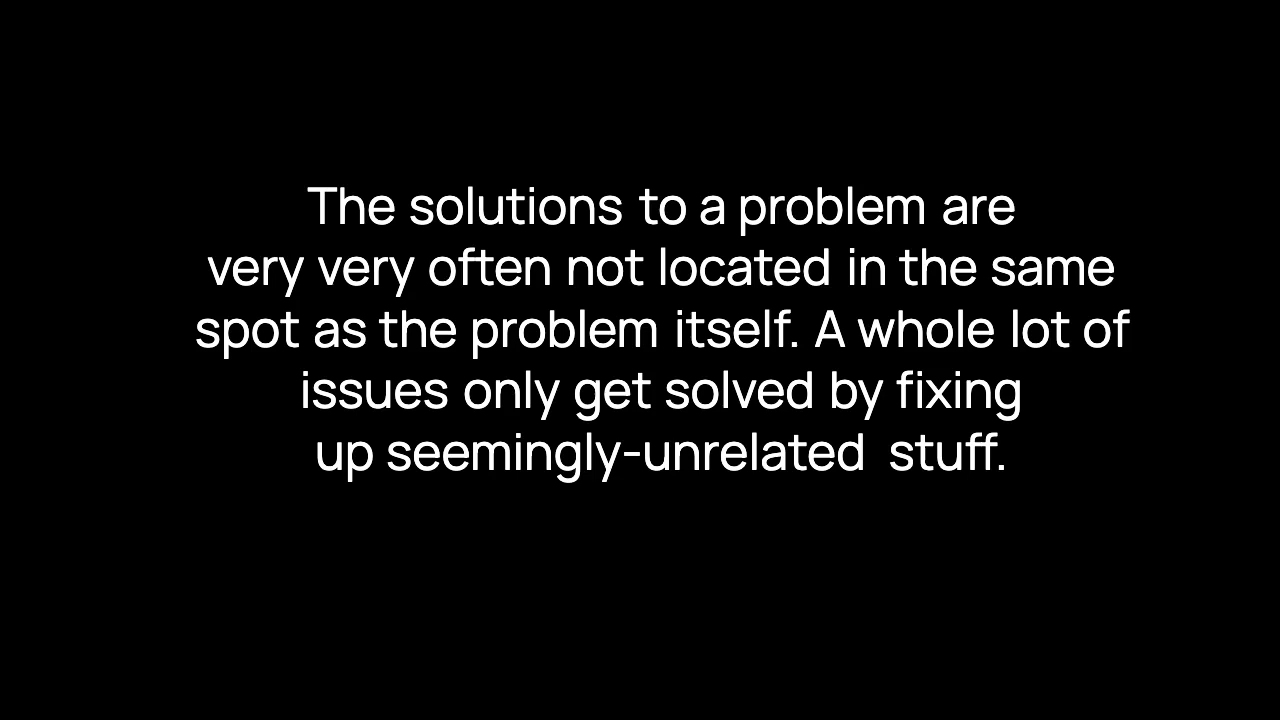 The solutions to a problem are
very very often not located in the same
spot as the problem itself. A whole lot of
issues only get solved by fixing
up seemingly-unrelated  stuff.